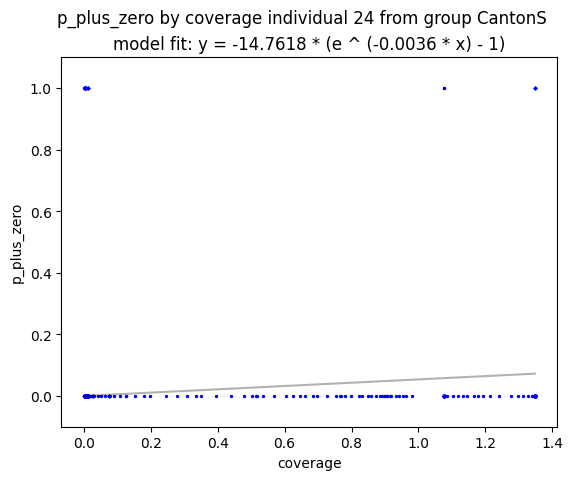 p_plus_zero by coverage individual 24 from group CantonS
model fit: y = -14.7618 * (e ^ (-0.0036 * x) - 1)
1.0
0.8
0.6
0.4
0.2
0.0
p_plus_zero
0.0 0.2 0.4 0.6 0.8 1.0 1.2 1.4
coverage